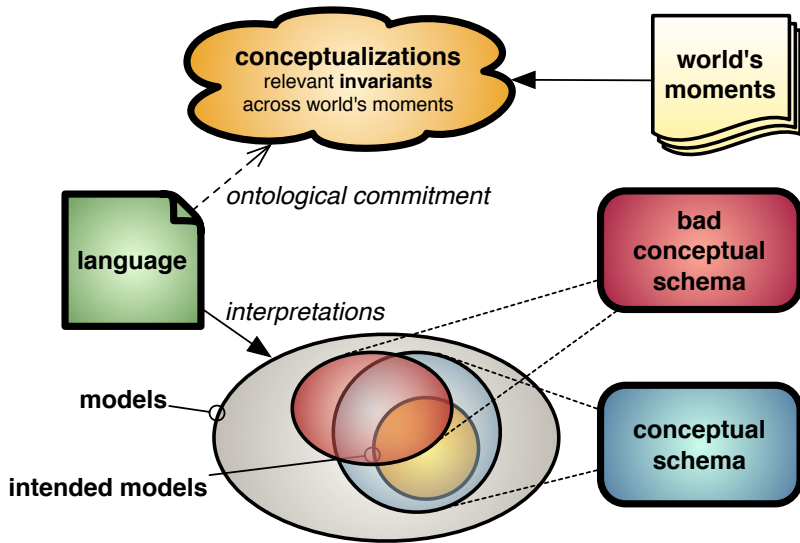 conceptualizations
relevant invariants
across world's moments
world's
moments
ontological commitment
language
bad
conceptual
schema
interpretations
models
conceptual
schema
intended models